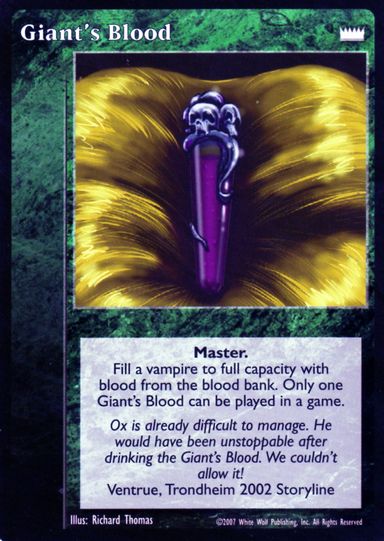 Giant's Blood
Master.
Fill a vampire to full capacity with
blood from the blood bank. Only one
Giant's Blood can be played in a game.
Ox is already difficult to manage. He
would have been unstoppable after
drinking the Giant's Blood. We couldn't
allow it!
Ventrue, Trondheim 2002 Storyline
Illus: Richard Thomas
©2007 White Wolf Publishing, Inc. All Rights Reserved